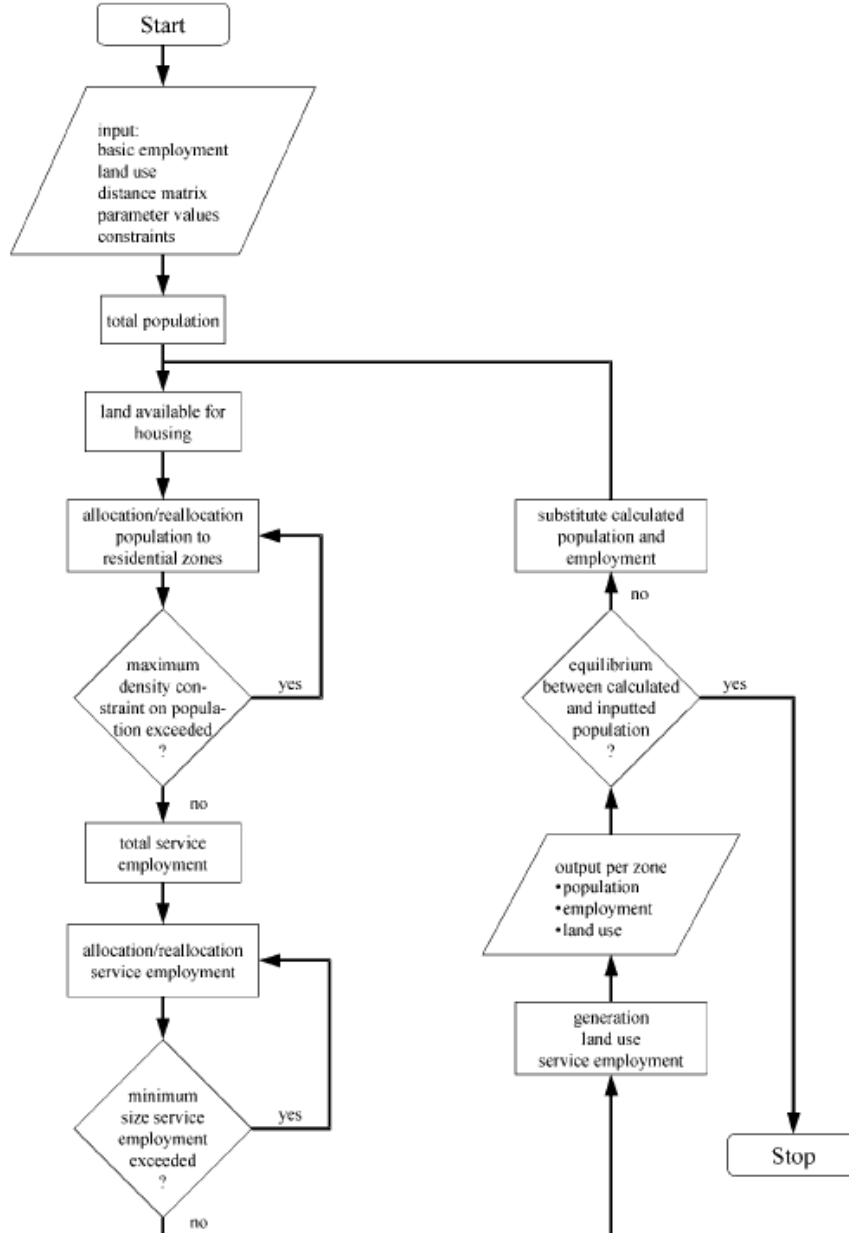 Start
input:
basic employment
land use
distance matrix
parameter values
constraints
total population
land available for
housing
allocation/reallocation
population to
residential zones
maximum
density con-
straint on popula-
tion exceeded
?
yes
no
total service
employment
allocation/reallocation
service employment
minimum
size service
employment
exceeded
?
yes
no
substitute calculated
population and
employment
no
equilibrium
between calculated
and inputted
population
?
yes
output per zone
•population
•employment
•land use
generation
land use
service employment
Stop